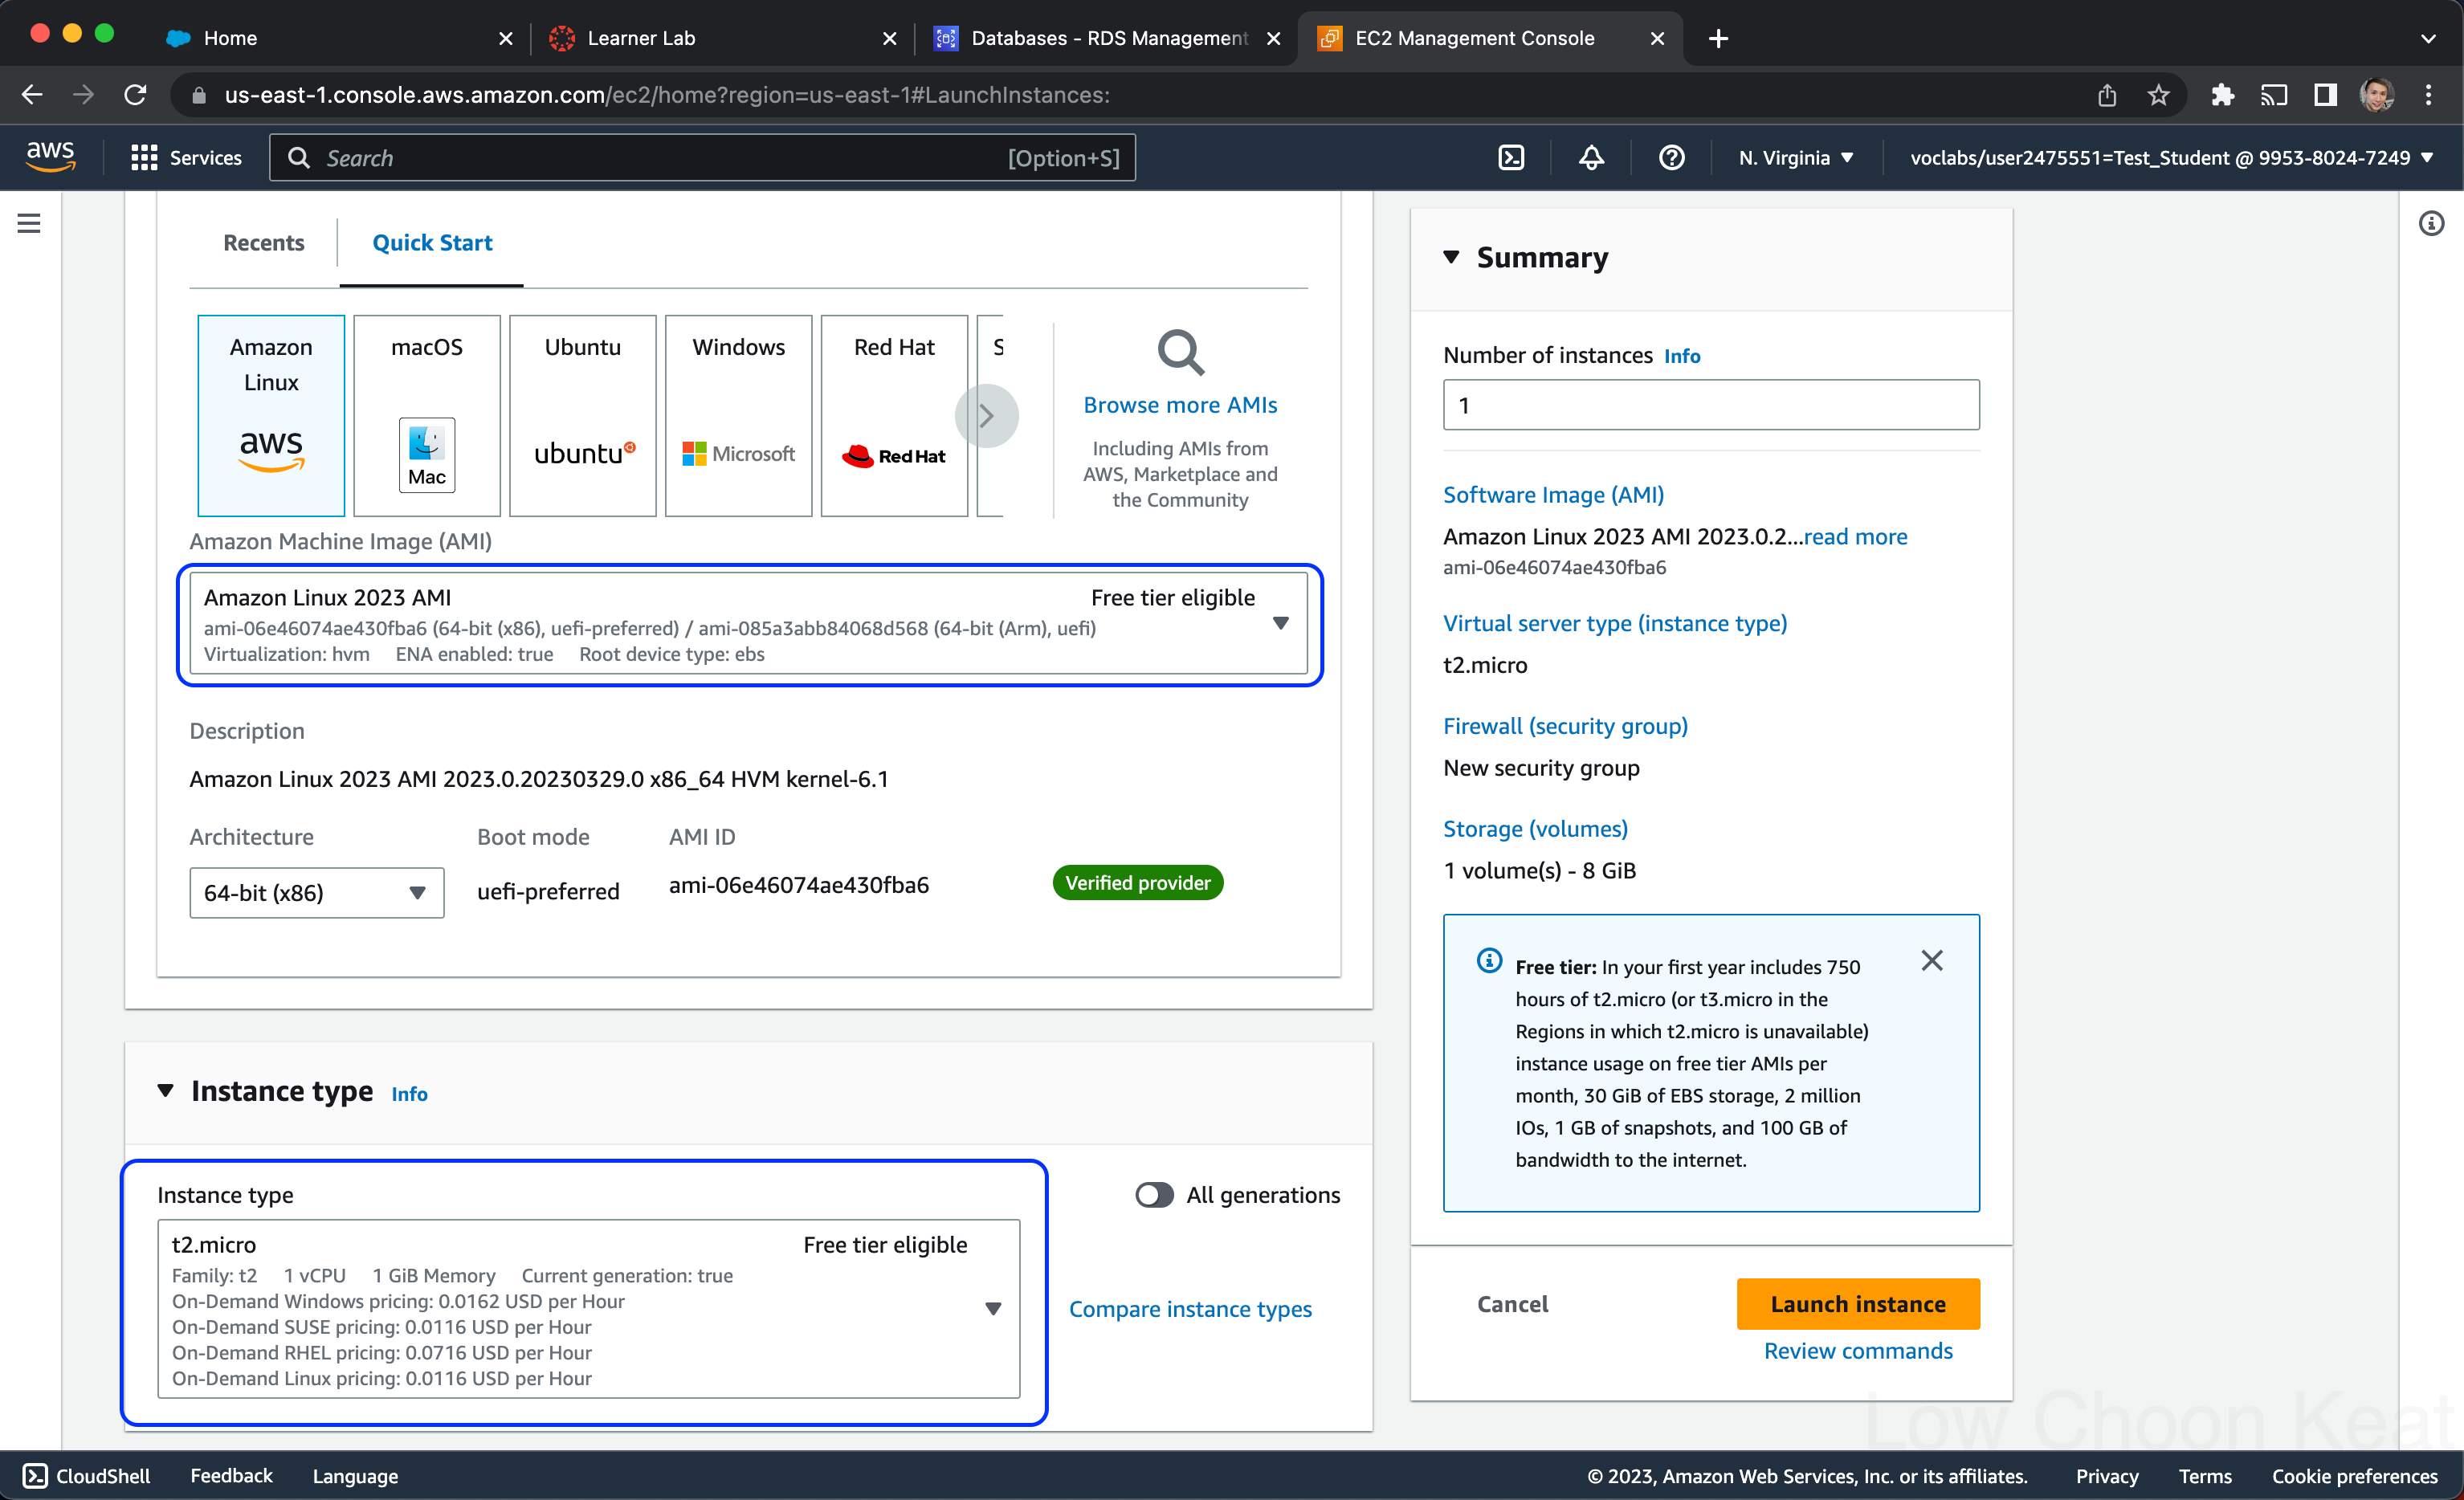 Home
Learner Lab
Databases - RDS Management
EC2 Management Console
us-east-1.console.aws.amazon.com/ec2/home?region=us-east-1#LaunchInstances:
aws
Services
Search
[Option+S]
N. Virginia
voclabs/user2475551=Test_Student @ 9953-8024-7249
Recents
Quick Start
Amazon Linux
macOS
Ubuntu
Windows
Red Hat
S
aws
Mac
ubuntu
Microsoft
Red Hat
Browse more AMIs
Including AMIs from
AWS, Marketplace and
the Community
Amazon Machine Image (AMI)
Amazon Linux 2023 AMI
Free tier eligible
ami-06e46074ae430fba6 (64-bit (x86), uefi-preferred) / ami-085a3abb84068d568 (64-bit (Arm), uefi)
Virtualization: hvm ENA enabled: true Root device type: ebs
Description
Amazon Linux 2023 AMI 2023.0.20230329.0 x86_64 HVM kernel-6.1
Architecture
Boot mode
AMI ID
64-bit (x86)
uefi-preferred
ami-06e46074ae430fba6
Verified provider
Instance type Info
Instance type
t2.micro
Free tier eligible
Family: t2 1 vCPU 1 GiB Memory Current generation: true
On-Demand Windows pricing: 0.0162 USD per Hour
On-Demand SUSE pricing: 0.0116 USD per Hour
On-Demand RHEL pricing: 0.0716 USD per Hour
On-Demand Linux pricing: 0.0116 USD per Hour
All generations
Compare instance types
Summary
Number of instances Info
1
Software Image (AMI)
Amazon Linux 2023 AMI 2023.0.2...read more
ami-06e46074ae430fba6
Virtual server type (instance type)
t2.micro
Firewall (security group)
New security group
Storage (volumes)
1 volume(s) - 8 GiB
Free tier: In your first year includes 750
hours of t2.micro (or t3.micro in the
Regions in which t2.micro is unavailable)
instance usage on free tier AMIs per
month, 30 GiB of EBS storage, 2 million
IOs, 1 GB of snapshots, and 100 GB of
bandwidth to the internet.
Cancel
Launch instance
Review commands
Low Choon Keat
CloudShell
Feedback
Language
© 2023, Amazon Web Services, Inc. or its affiliates.
Privacy
Terms
Cookie preferences